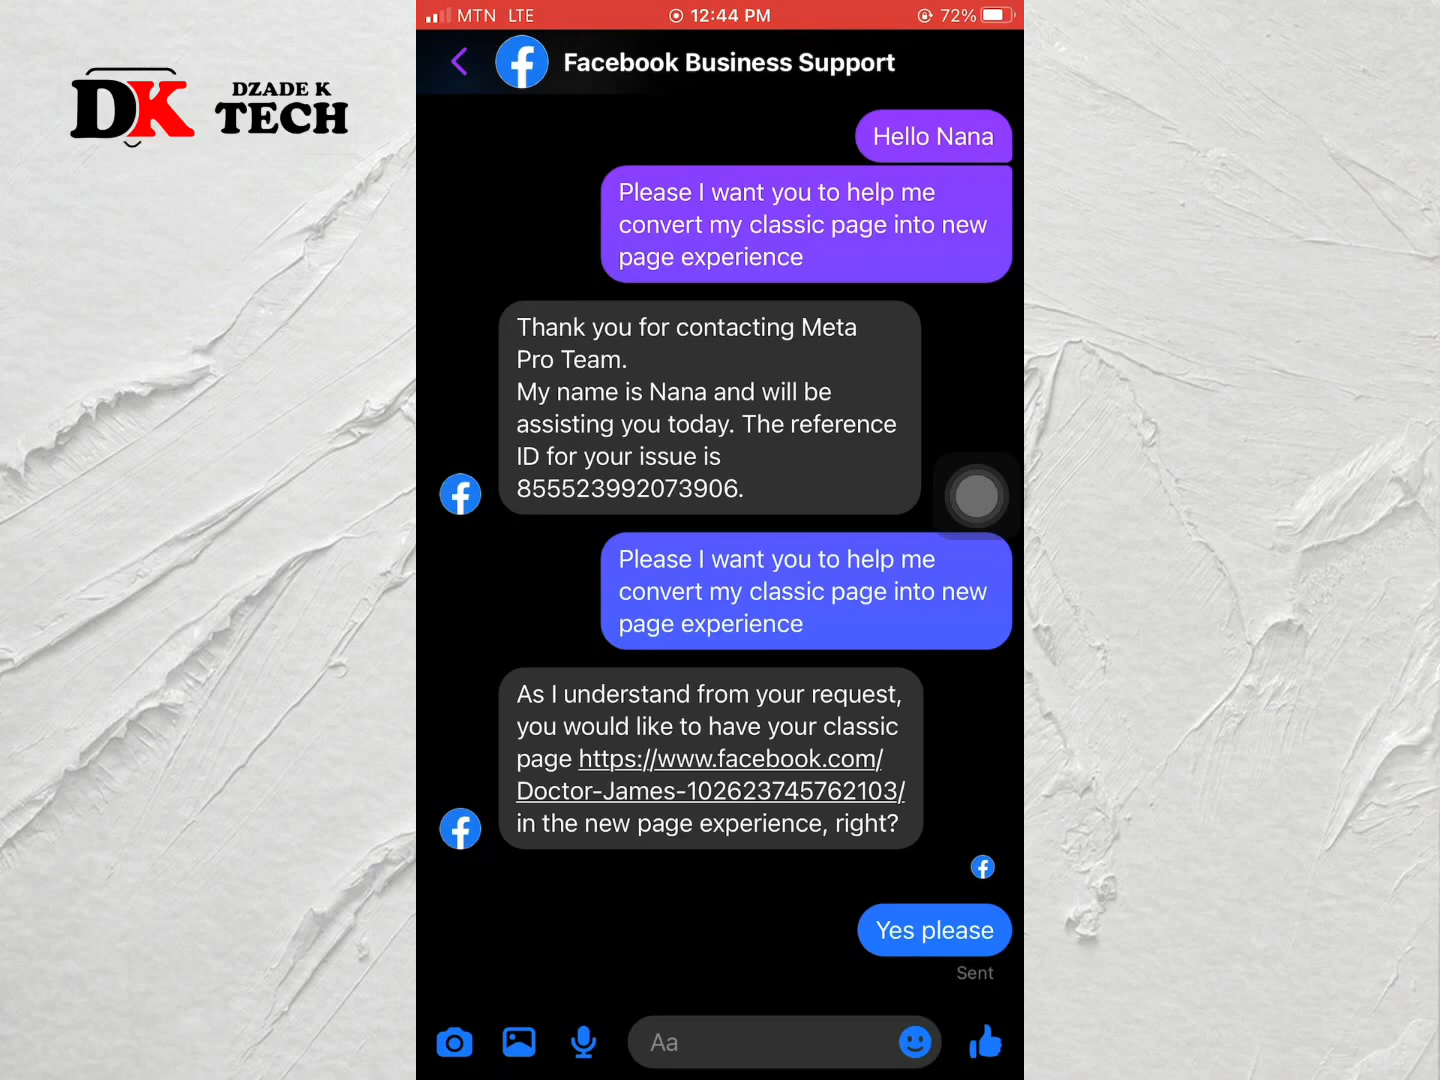 MTN LTE 12:44 PM 72%
DZADE K
DK TECH
Facebook Business Support
Hello Nana
Please I want you to help me
convert my classic page into new
page experience
Thank you for contacting Meta
Pro Team.
My name is Nana and will be
assisting you today. The reference
ID for your issue is
855523992073906.
Please I want you to help me
convert my classic page into new
page experience
As I understand from your request,
you would like to have your classic
page https://www.facebook.com/
Doctor-James-102623745762103/
in the new page experience, right?
Yes please
Sent
Aa